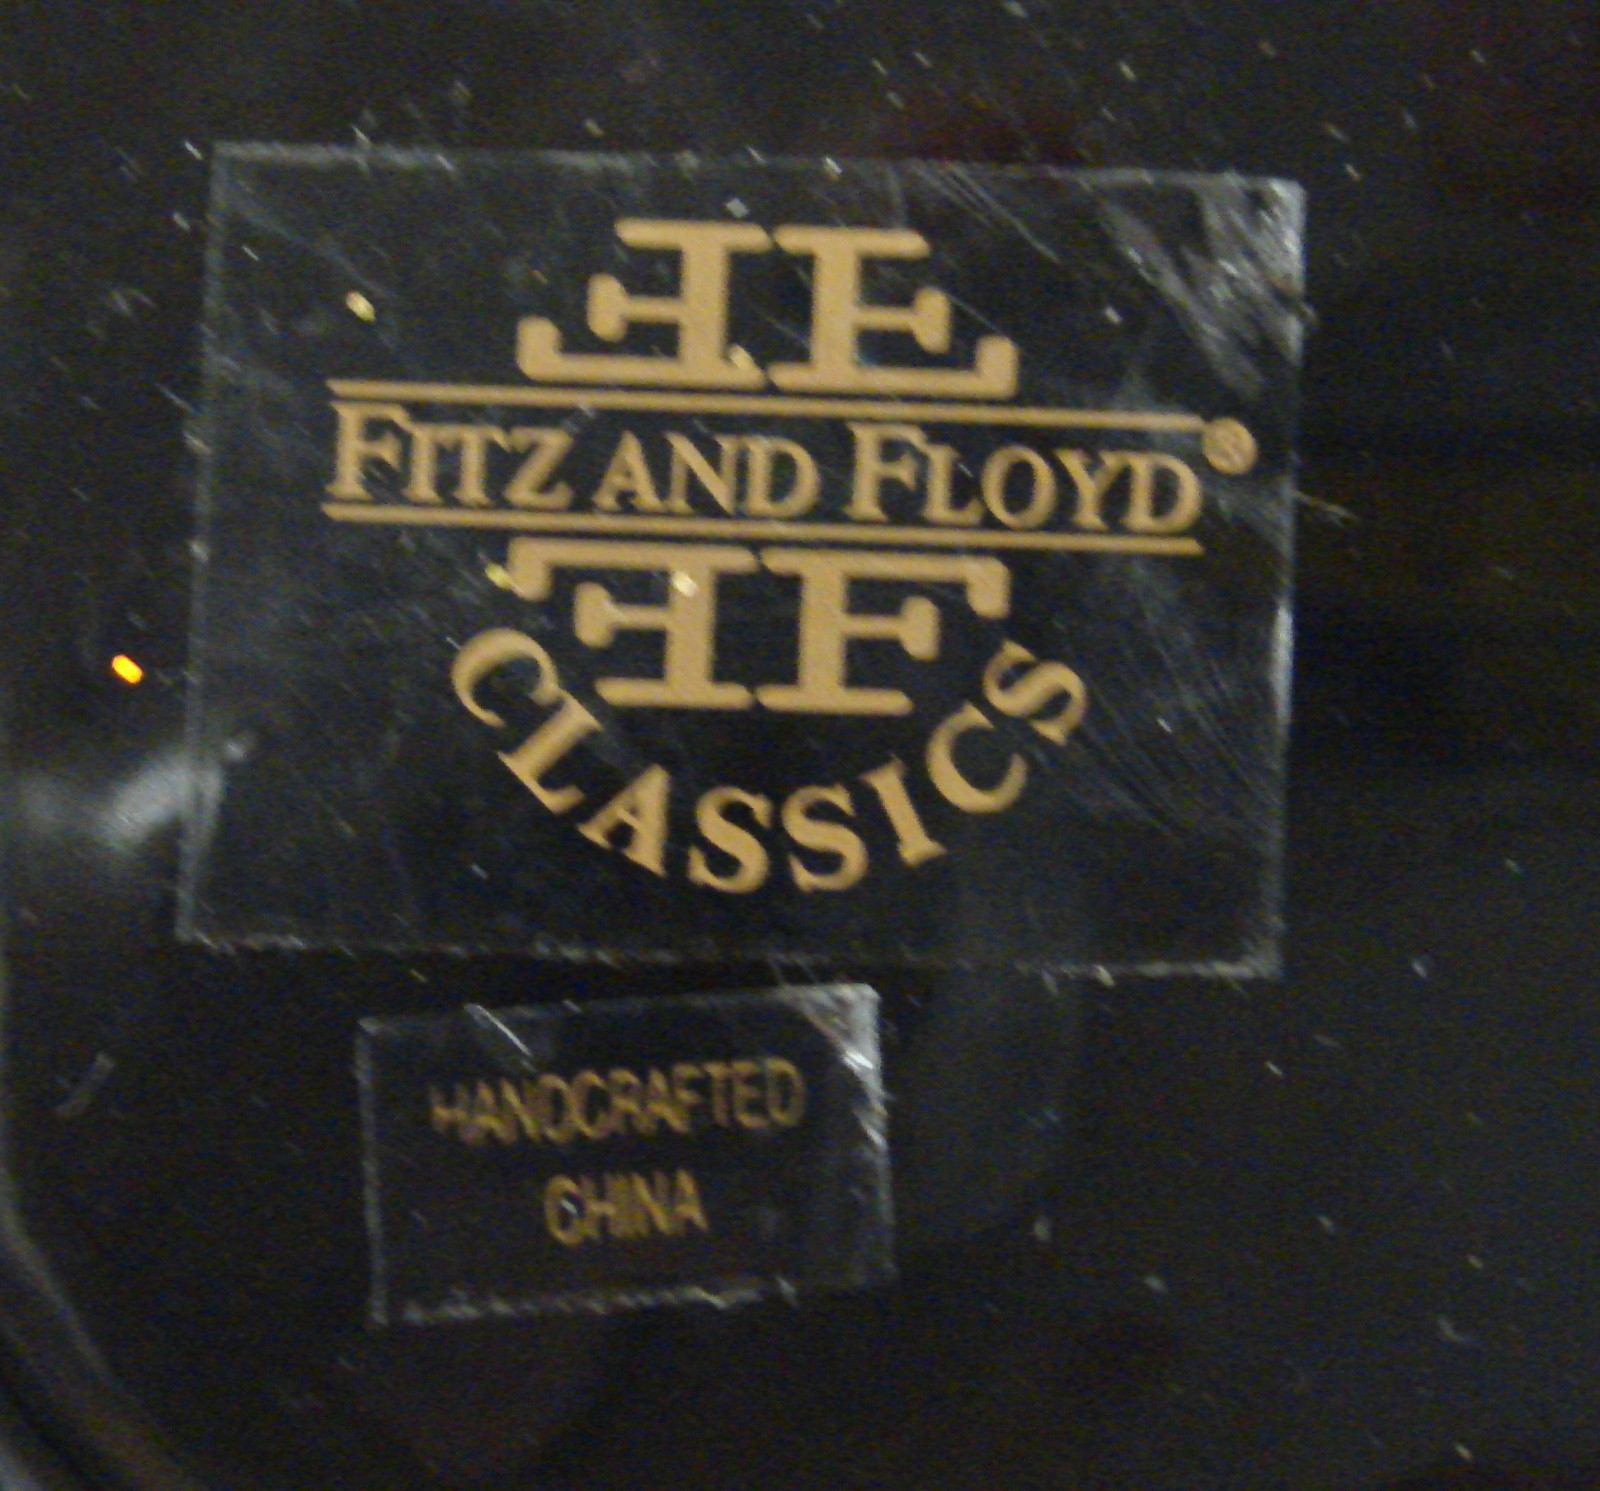 FF
FITZ AND FLOYD®
FF
CLASSICS
HANDCRAFTED
CHINA